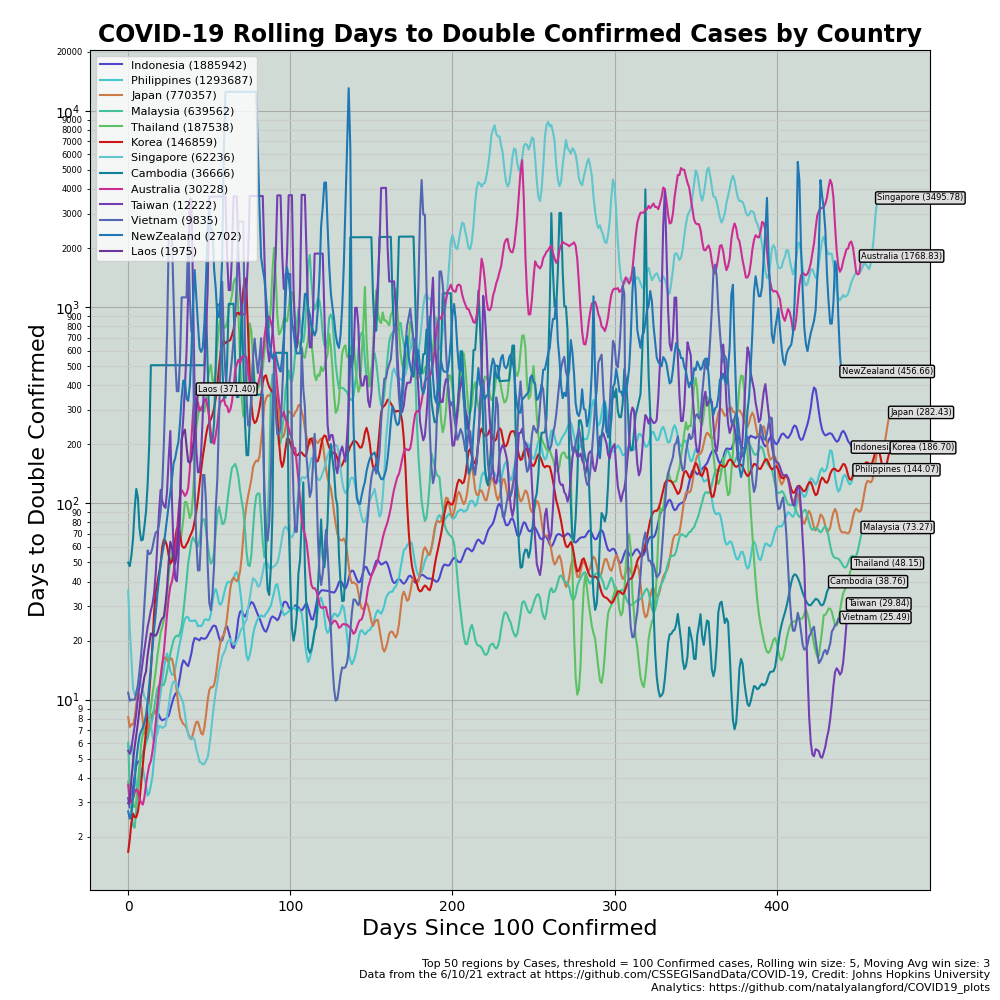 COVID-19 Rolling Days to Double Confirmed Cases by Country
Days to Double Confirmed
20000
10^4
9000
8000
7000
6000
5000
4000
3000
2000
10^3
900
800
700
600
500
400
300
200
10^2
90
80
70
60
50
40
30
20
10^1
9
8
7
6
5
4
3
2
Indonesia (1885942)
Philippines (1293687)
Japan (770357)
Malaysia (639562)
Thailand (187538)
Korea (146859)
Singapore (62236)
Cambodia (36666)
Australia (30228)
Taiwan (12222)
Vietnam (9835)
NewZealand (2702)
Laos (1975)
Singapore (3495.78)
Australia (1768.83)
NewZealand (456.66)
Laos (371.40)
Japan (282.43)
Indonesi
Korea (186.70)
Philippines (144.07)
Malaysia (73.27)
Thailand (48.15)
Cambodia (38.76)
Taiwan (29.84)
Vietnam (25.49)
0 100 200 300 400
Days Since 100 Confirmed
Top 50 regions by Cases, threshold = 100 Confirmed cases, Rolling win size: 5, Moving Avg win size: 3
Data from the 6/10/21 extract at https://github.com/CSSEGISandData/COVID-19, Credit: Johns Hopkins University
Analytics: https://github.com/natalyalangford/COVID19_plots